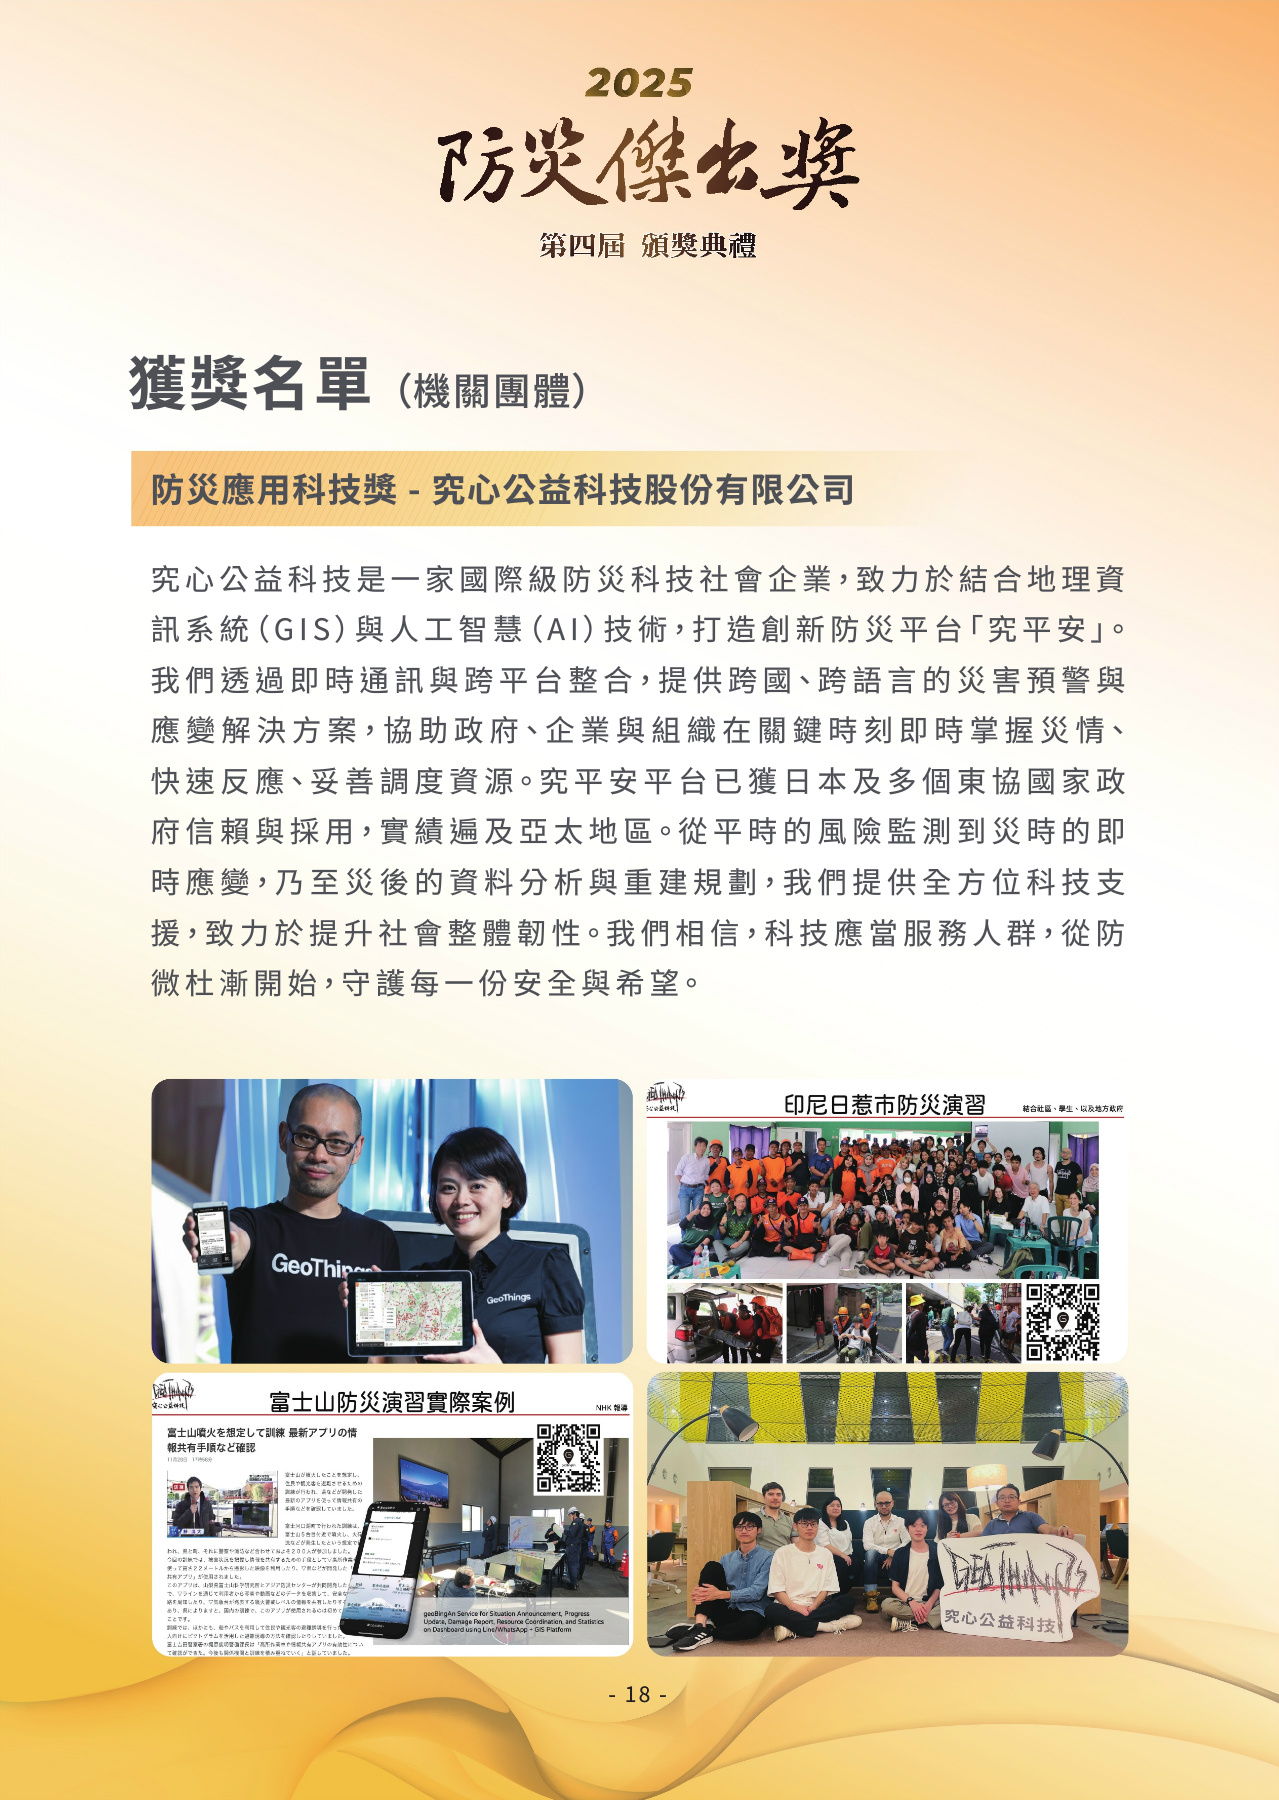 2025
防災傑出獎
第四屆 頒獎典禮
獲獎名單（機關團體）
防災應用科技獎 - 究心公益科技股份有限公司
究心公益科技是一家國際級防災科技社會企業，致力於結合地理資
訊系統（GIS）與人工智慧（AI）技術，打造創新防災平台「究平安」。
我們透過即時通訊與跨平台整合，提供跨國、跨語言的災害預警與
應變解決方案，協助政府、企業與組織在關鍵時刻即時掌握災情、
快速反應、妥善調度資源。究平安平台已獲日本及多個東協國家政
府信賴與採用，實績遍及亞太地區。從平時的風險監測到災時的即
時應變，乃至災後的資料分析與重建規劃，我們提供全方位科技支
援，致力於提升社會整體韌性。我們相信，科技應當服務人群，從防
微杜漸開始，守護每一份安全與希望。
GeoThings
GeoThings
印尼日惹市防災演習
結合社區、學生、以及地方政府
富士山防災演習實際案例
NHK 報導
富士山噴火を想定して訓練 最新アプリの情
報共有手順など確認
geoBingAn Service for Situation Announcement, Progress
Update, Damage Report, Resource Coordination, and Statistics
on Dashboard using Line/WhatsApp + GIS Platform
究心公益科技
- 18 -